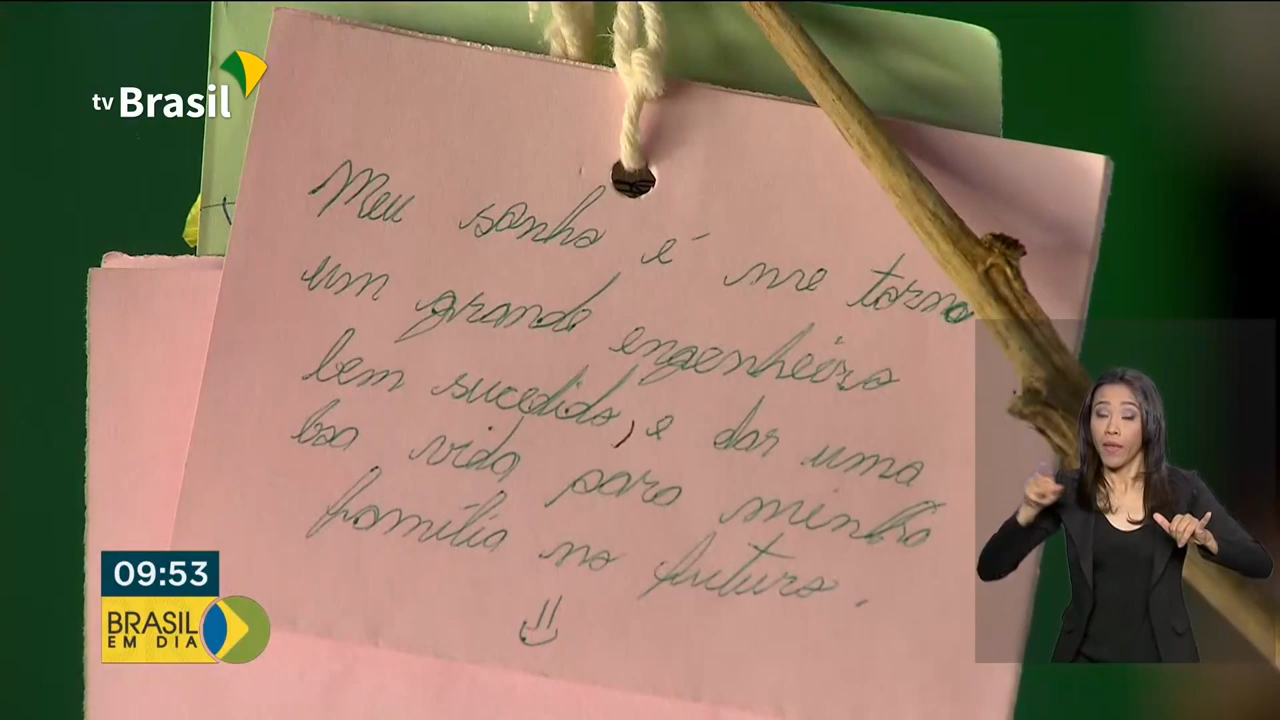 tv Brasil
Meu sonho é me torna
um grande engenheiro
bem sucedido, e dar uma
boa vida para minha
família no futuro.
09:53
BRASIL
EM DIA